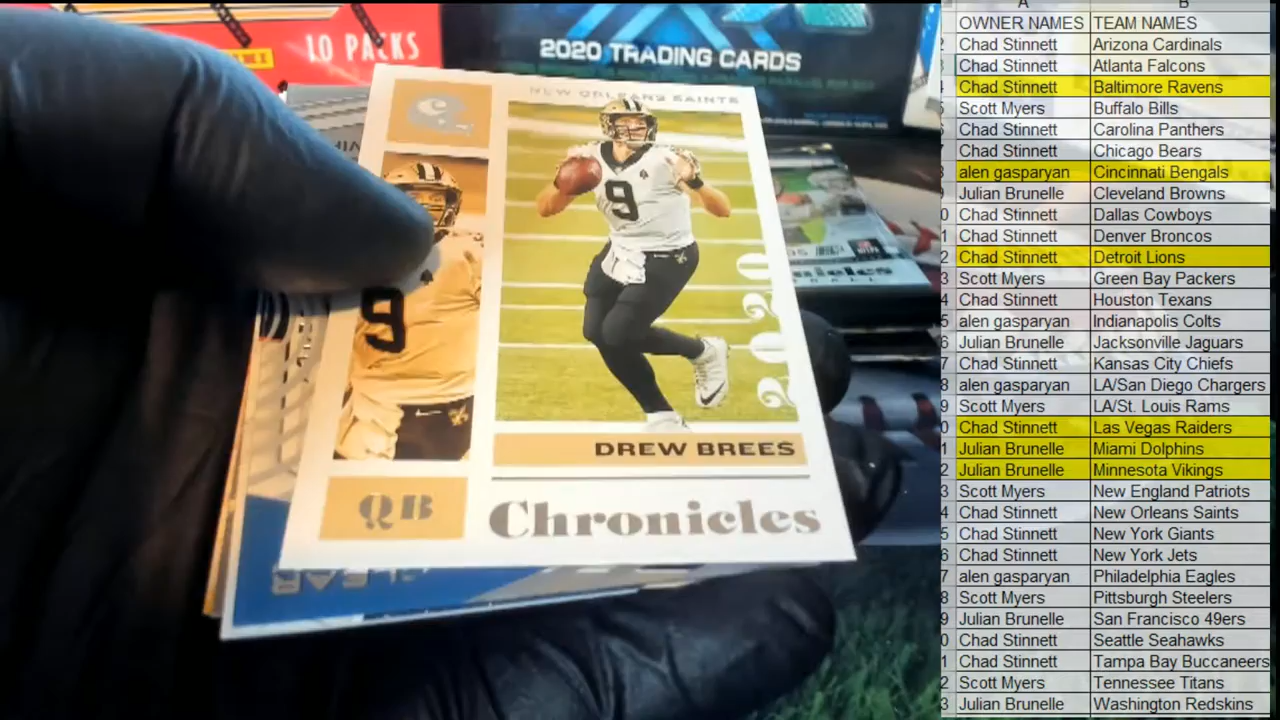 10 PACKS
2020 TRADING CARDS
NEW ORLEANS SAINTS
9
9
2020
DREW BREES
QB
Chronicles
A B
OWNER NAMES TEAM NAMES
Chad Stinnett Arizona Cardinals
Chad Stinnett Atlanta Falcons
Chad Stinnett Baltimore Ravens
Scott Myers Buffalo Bills
Chad Stinnett Carolina Panthers
Chad Stinnett Chicago Bears
alen gasparyan Cincinnati Bengals
Julian Brunelle Cleveland Browns
Chad Stinnett Dallas Cowboys
Chad Stinnett Denver Broncos
Chad Stinnett Detroit Lions
Scott Myers Green Bay Packers
Chad Stinnett Houston Texans
alen gasparyan Indianapolis Colts
Julian Brunelle Jacksonville Jaguars
Chad Stinnett Kansas City Chiefs
alen gasparyan LA/San Diego Chargers
Scott Myers LA/St. Louis Rams
Chad Stinnett Las Vegas Raiders
Julian Brunelle Miami Dolphins
Julian Brunelle Minnesota Vikings
Scott Myers New England Patriots
Chad Stinnett New Orleans Saints
Chad Stinnett New York Giants
Chad Stinnett New York Jets
alen gasparyan Philadelphia Eagles
Scott Myers Pittsburgh Steelers
Julian Brunelle San Francisco 49ers
Chad Stinnett Seattle Seahawks
Chad Stinnett Tampa Bay Buccaneers
Scott Myers Tennessee Titans
Julian Brunelle Washington Redskins